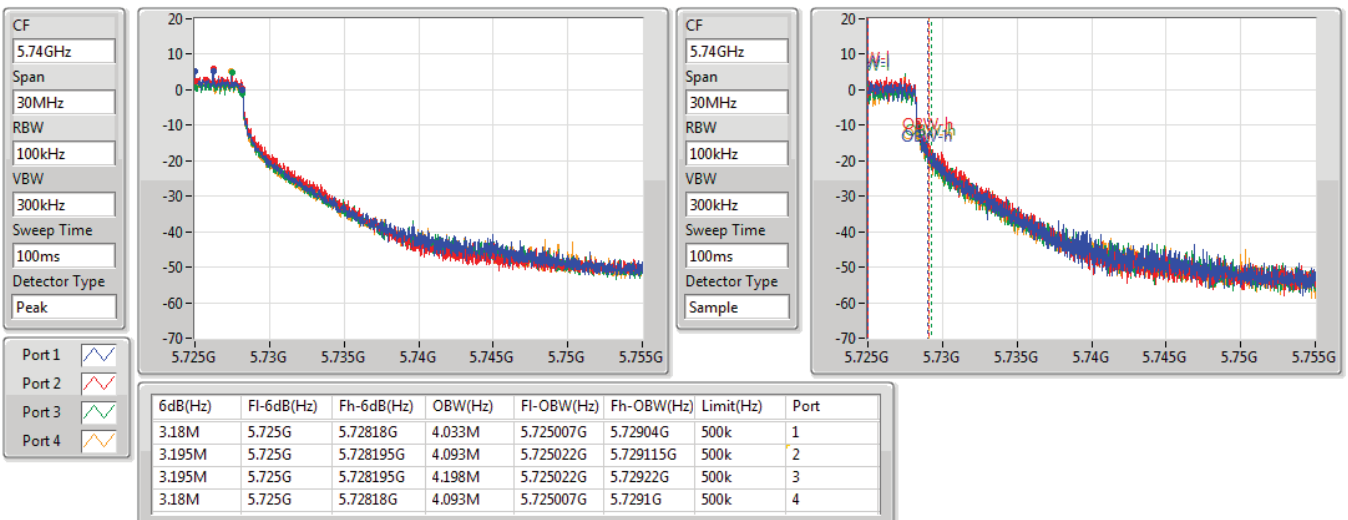 CF
5.74GHz
Span
30MHz
RBW
100kHz
VBW
300kHz
Sweep Time
100ms
Detector Type
Peak
20
10
0
-10
-20
-30
-40
-50
-60
-70
5.725G 5.73G 5.735G 5.74G 5.745G 5.75G 5.755G
CF
5.74GHz
Span
30MHz
RBW
100kHz
VBW
300kHz
Sweep Time
100ms
Detector Type
Sample
20
10
0
-10
-20
-30
-40
-50
-60
-70
OBW-h
OBW-h
5.725G 5.73G 5.735G 5.74G 5.745G 5.75G 5.755G
Port 1
Port 2
Port 3
Port 4
6dB(Hz) Fl-6dB(Hz) Fh-6dB(Hz) OBW(Hz) Fl-OBW(Hz) Fh-OBW(Hz) Limit(Hz) Port
3.18M 5.725G 5.72818G 4.033M 5.725007G 5.72904G 500k 1
3.195M 5.725G 5.728195G 4.093M 5.725022G 5.729115G 500k 2
3.195M 5.725G 5.728195G 4.198M 5.725022G 5.72922G 500k 3
3.18M 5.725G 5.72818G 4.093M 5.725007G 5.7291G 500k 4